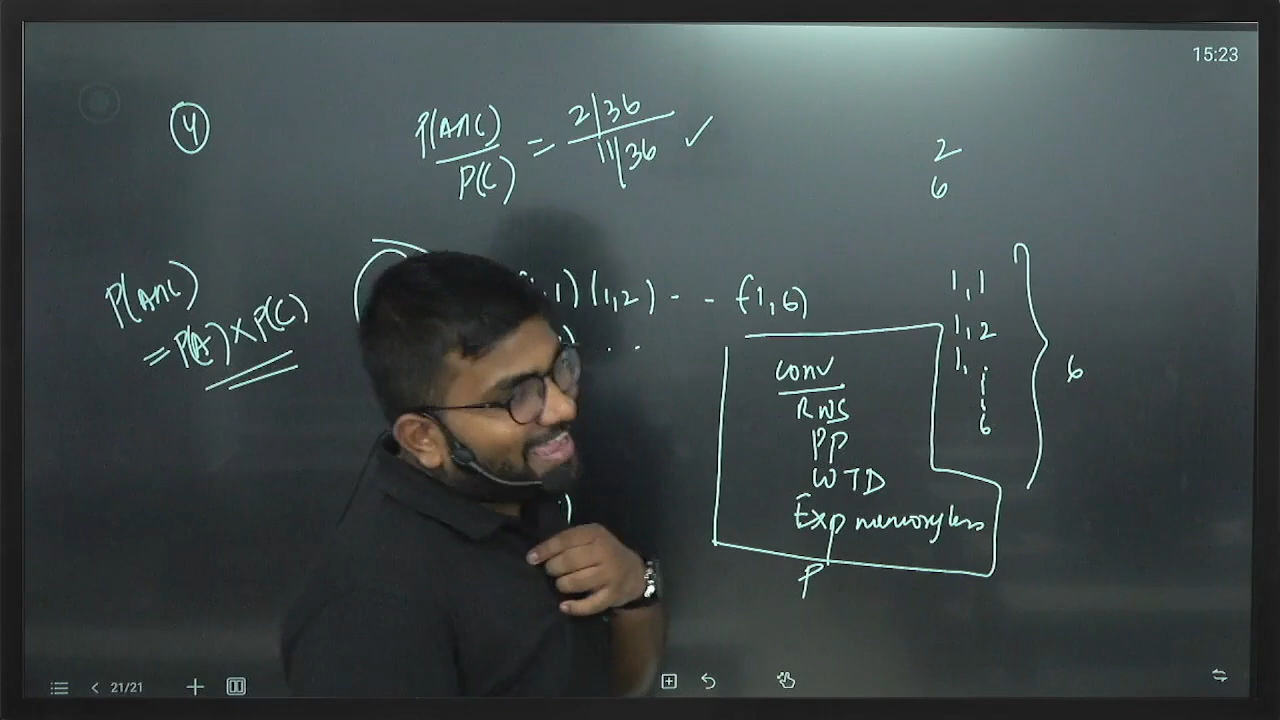 15:23
4
P(A∩C)
P(C)
= 2/36
11/36 ✓
2
6
P(A∩C)
= P(A) × P(C)
,1) (1,2) - - - (1,6)
1,1
1,2
1,
6
6
Conv
RWS
PP
WTD
Exp memoryless
P
21/21